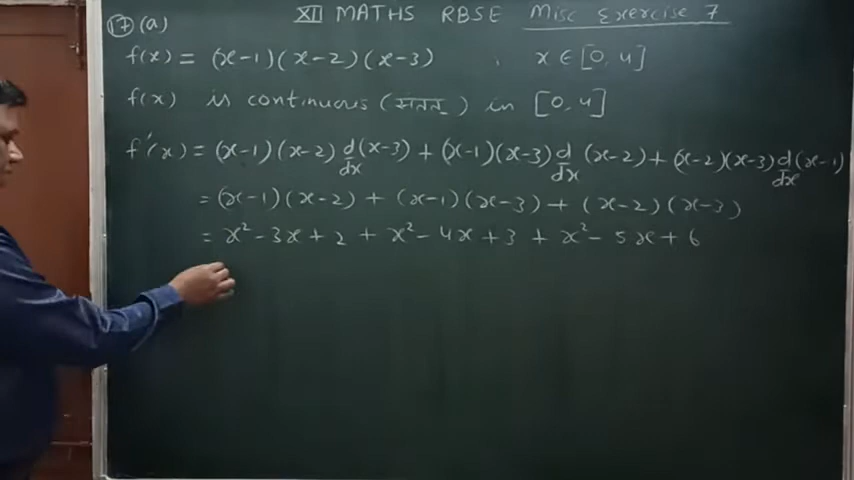 XII MATHS RBSE Misc Exercise 7
17 (a)
f(x) = (x-1)(x-2)(x-3) , x ∈ [0, 4]
f(x) is continuous (सतत) in [0, 4]
f'(x) = (x-1)(x-2) d/dx (x-3) + (x-1)(x-3) d/dx (x-2) + (x-2)(x-3) d/dx (x-1)
= (x-1)(x-2) + (x-1)(x-3) + (x-2)(x-3)
= x² - 3x + 2 + x² - 4x + 3 + x² - 5x + 6